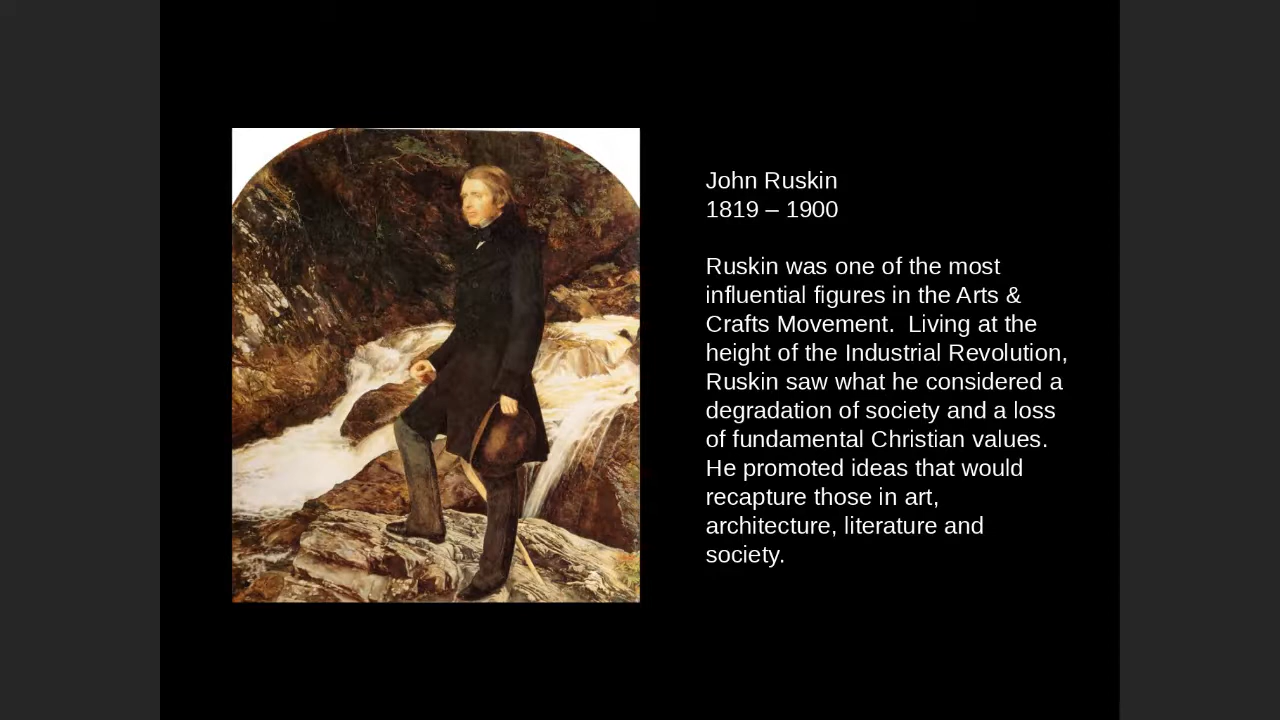 John Ruskin
1819 – 1900
Ruskin was one of the most
influential figures in the Arts &
Crafts Movement.  Living at the
height of the Industrial Revolution,
Ruskin saw what he considered a
degradation of society and a loss
of fundamental Christian values.
He promoted ideas that would
recapture those in art,
architecture, literature and
society.